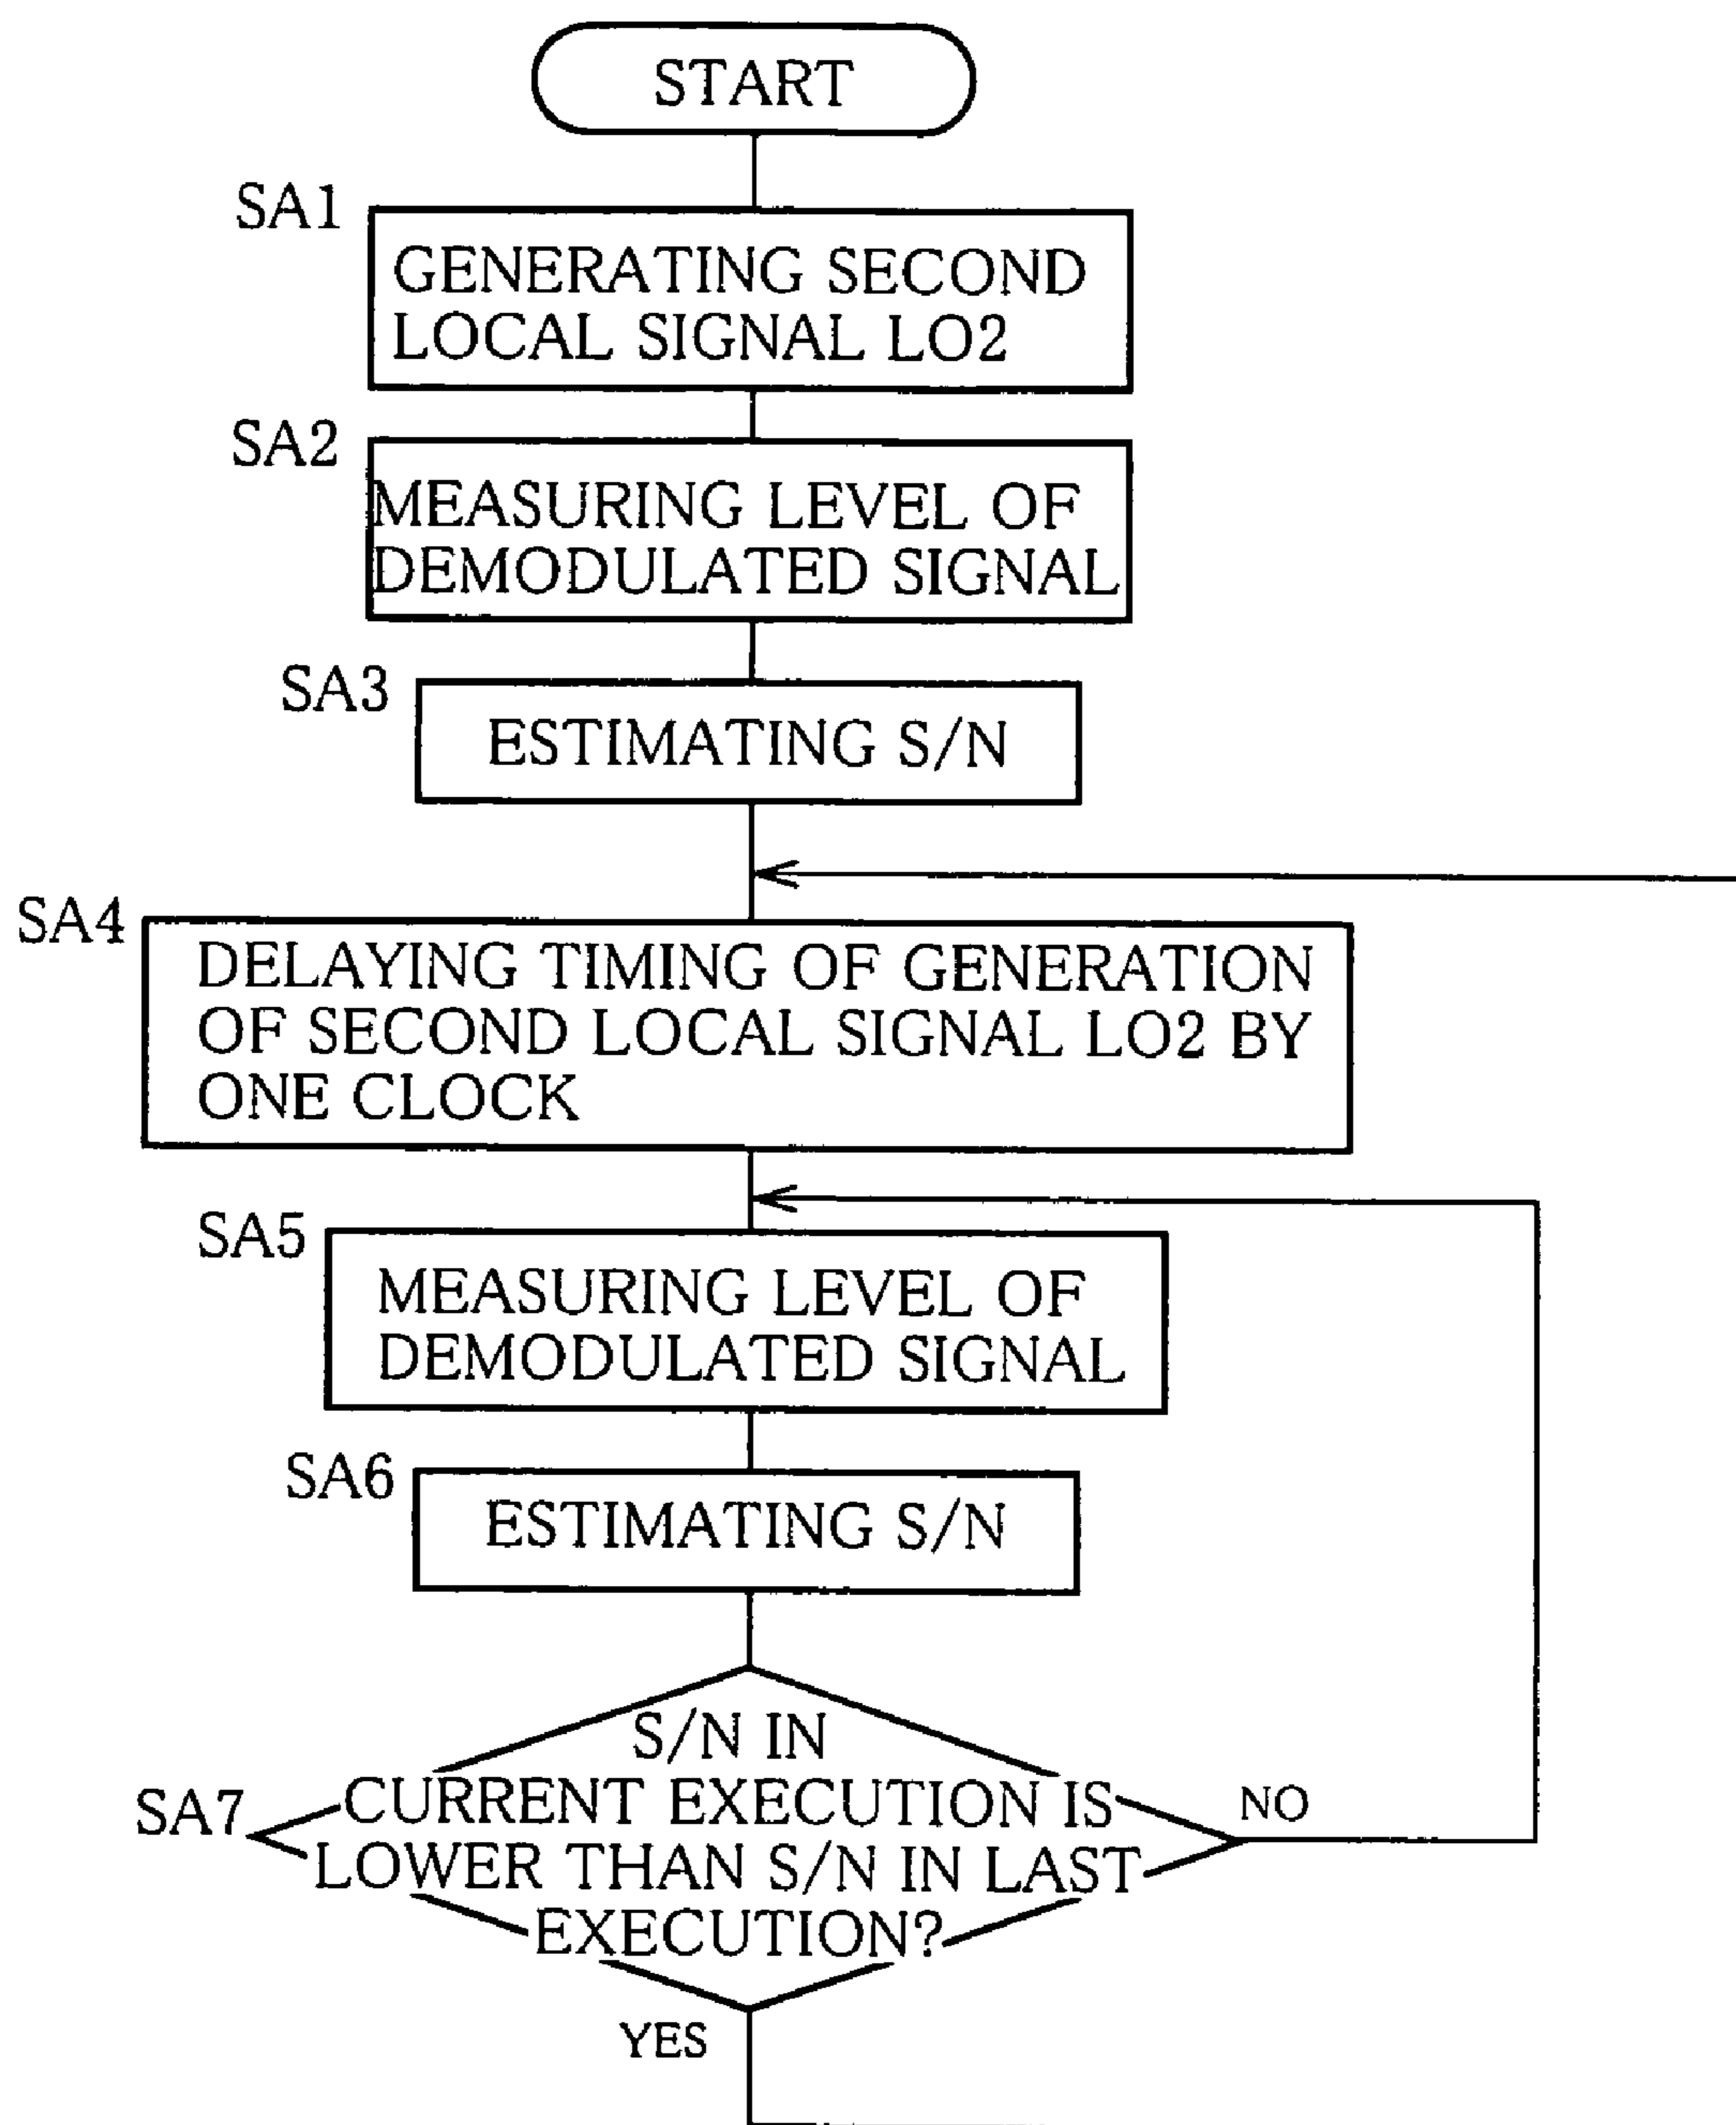 START
SA1
GENERATING SECOND
LOCAL SIGNAL LO2
SA2
MEASURING LEVEL OF
DEMODULATED SIGNAL
SA3
ESTIMATING S/N
SA4
DELAYING TIMING OF GENERATION
OF SECOND LOCAL SIGNAL LO2 BY
ONE CLOCK
SA5
MEASURING LEVEL OF
DEMODULATED SIGNAL
SA6
ESTIMATING S/N
SA7
S/N IN
CURRENT EXECUTION IS
LOWER THAN S/N IN LAST
EXECUTION?
NO
YES